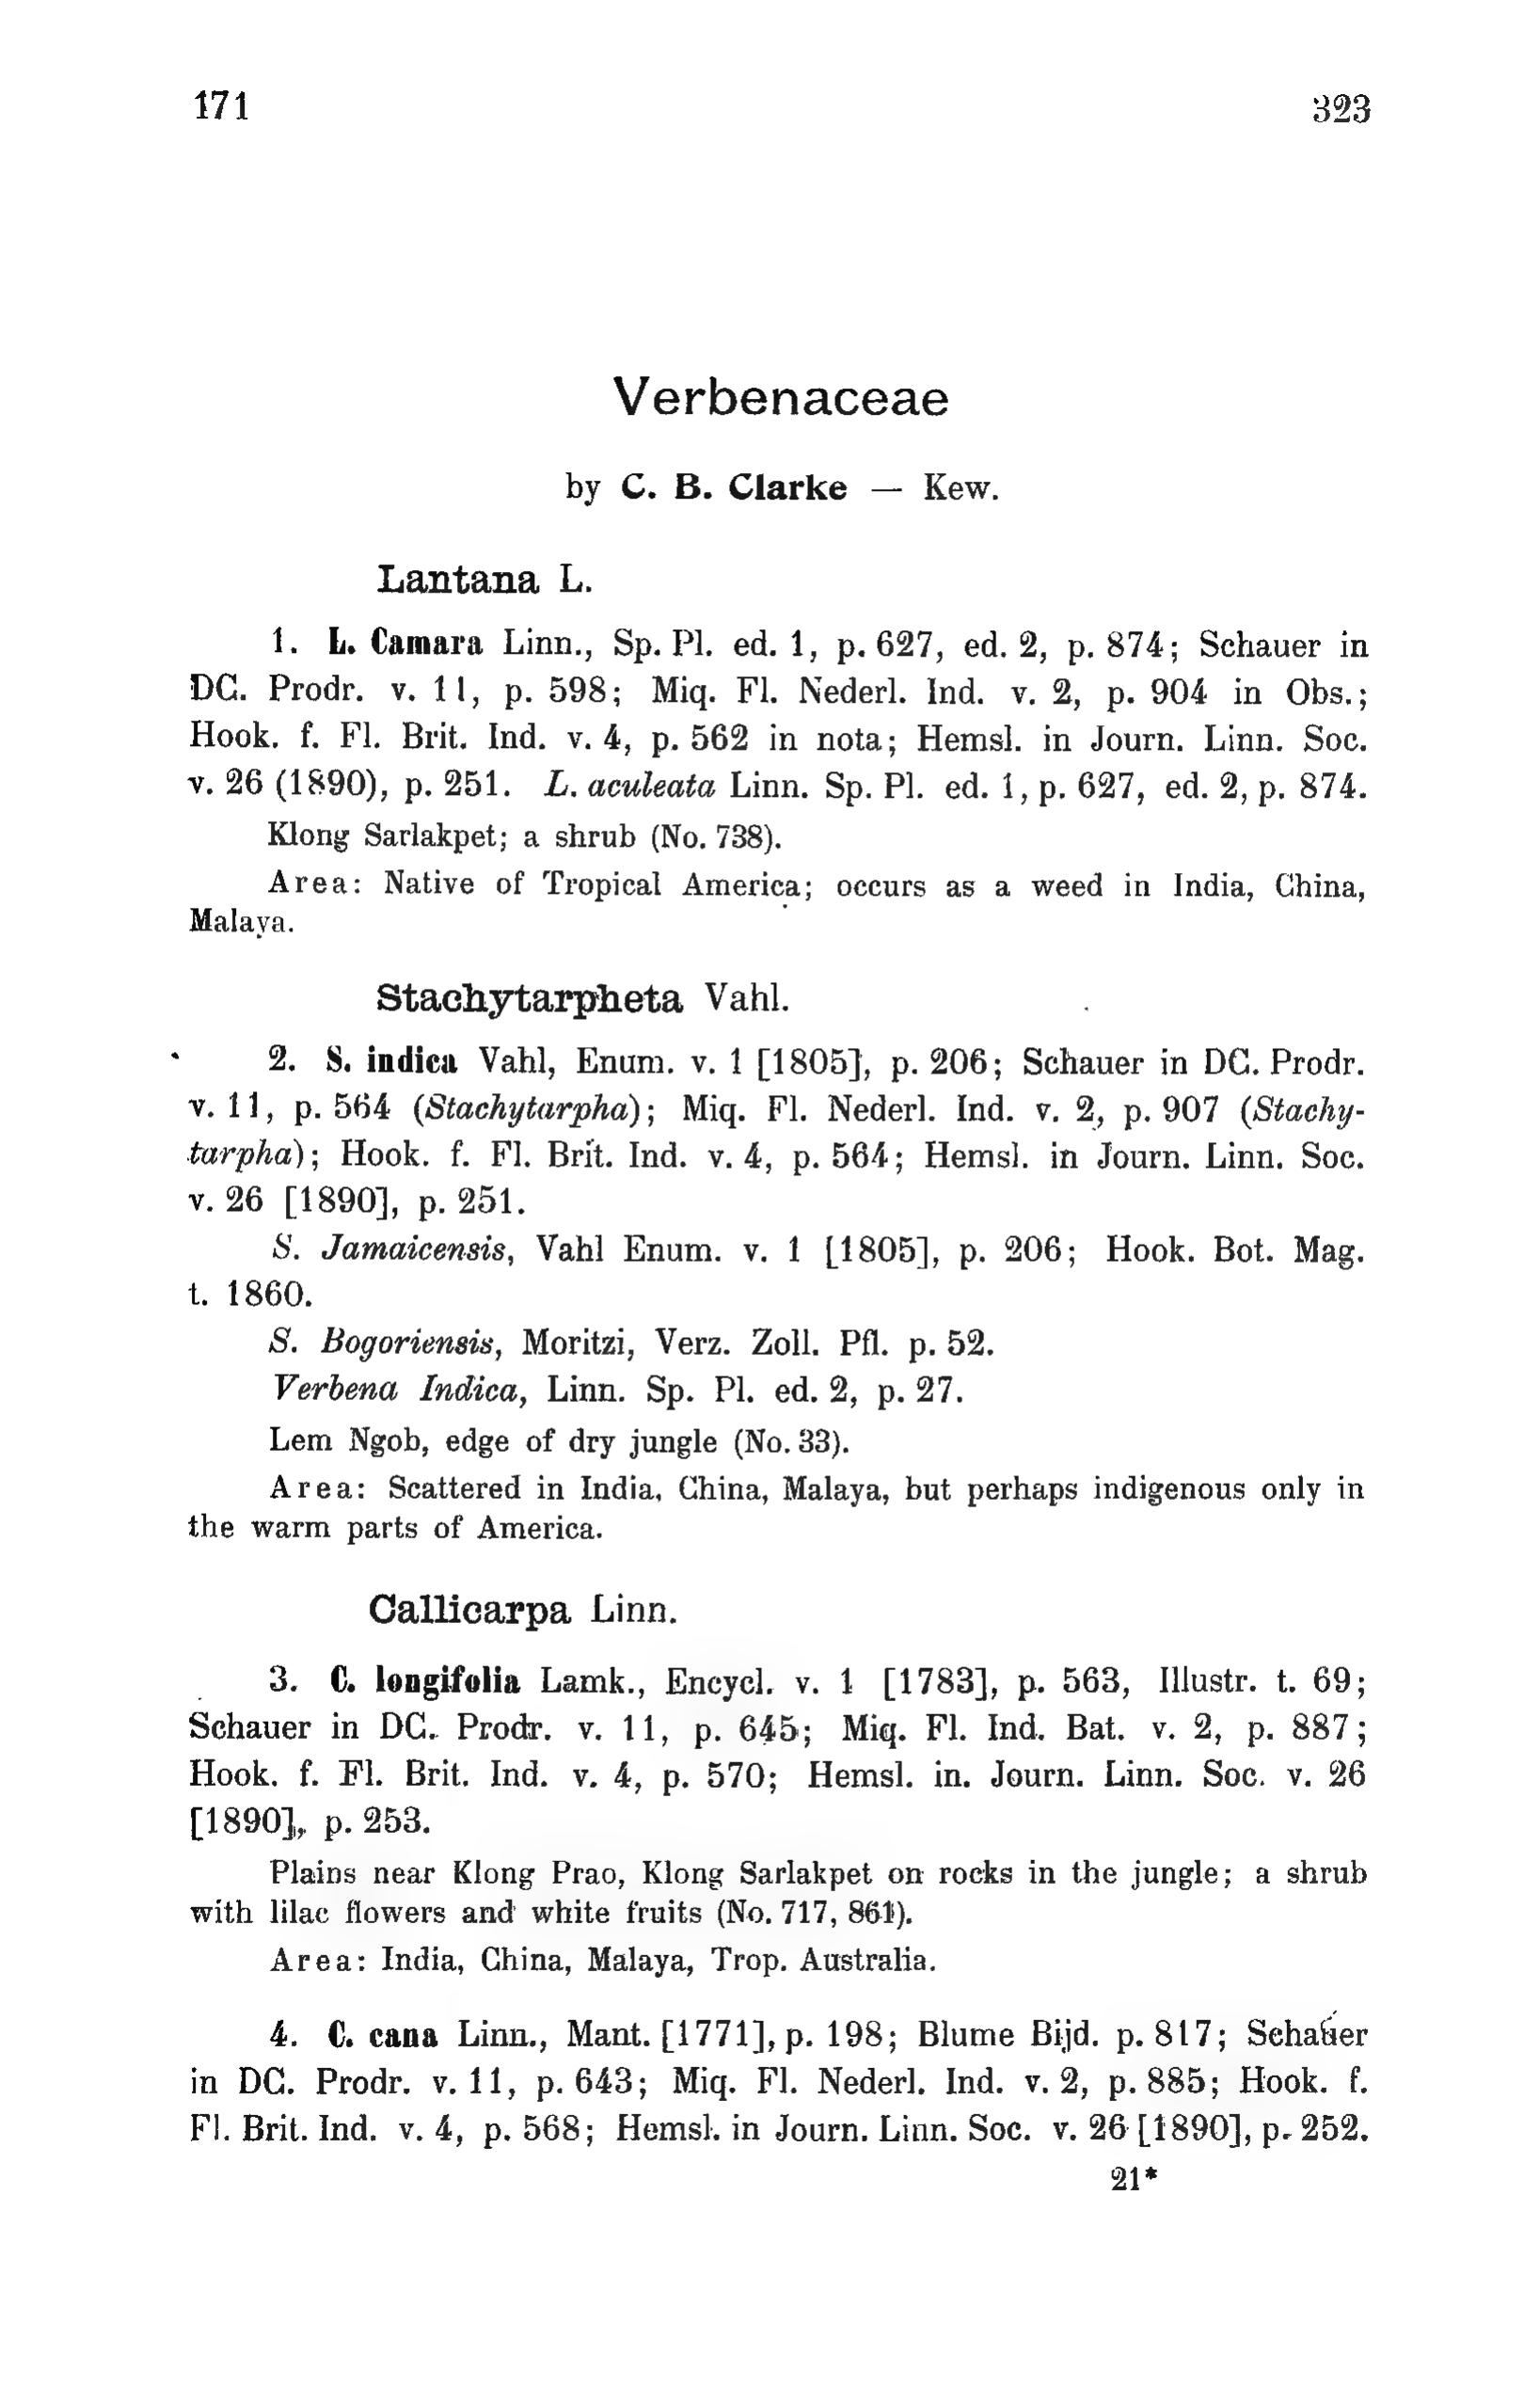 171 323
Verbenaceae
by C. B. Clarke — Kew.
Lantana L.
1. L. Camara Linn., Sp. Pl. ed. 1, p. 627, ed. 2, p. 874; Schauer in
DC. Prodr. v. 11, p. 598; Miq. Fl. Nederl. Ind. v. 2, p. 904 in Obs.;
Hook. f. Fl. Brit. Ind. v. 4, p. 562 in nota; Hemsl. in Journ. Linn. Soc.
v. 26 (1890), p. 251. L. aculeata Linn. Sp. Pl. ed. 1, p. 627, ed. 2, p. 874.
Klong Sarlakpet; a shrub (No. 738).
Area: Native of Tropical America; occurs as a weed in India, China,
Malaya.
Stachytarpheta Vahl.
2. S. indica Vahl, Enum. v. 1 [1805], p. 206; Schauer in DC. Prodr.
v. 11, p. 564 (Stachytarpha); Miq. Fl. Nederl. Ind. v. 2, p. 907 (Stachy-
tarpha); Hook. f. Fl. Brit. Ind. v. 4, p. 564; Hemsl. in Journ. Linn. Soc.
v. 26 [1890], p. 251.
S. Jamaicensis, Vahl Enum. v. 1 [1805], p. 206; Hook. Bot. Mag.
t. 1860.
S. Bogoriensis, Moritzi, Verz. Zoll. Pfl. p. 52.
Verbena Indica, Linn. Sp. Pl. ed. 2, p. 27.
Lem Ngob, edge of dry jungle (No. 33).
Area: Scattered in India, China, Malaya, but perhaps indigenous only in
the warm parts of America.
Callicarpa Linn.
3. C. longifolia Lamk., Encycl. v. 1 [1783], p. 563, Illustr. t. 69;
Schauer in DC. Prodr. v. 11, p. 645; Miq. Fl. Ind. Bat. v. 2, p. 887;
Hook. f. Fl. Brit. Ind. v. 4, p. 570; Hemsl. in. Journ. Linn. Soc. v. 26
[1890], p. 253.
Plains near Klong Prao, Klong Sarlakpet on rocks in the jungle; a shrub
with lilac flowers and white fruits (No. 717, 861).
Area: India, China, Malaya, Trop. Australia.
4. C. cana Linn., Mant. [1771], p. 198; Blume Bijd. p. 817; Schauer
in DC. Prodr. v. 11, p. 643; Miq. Fl. Nederl. Ind. v. 2, p. 885; Hook. f.
Fl. Brit. Ind. v. 4, p. 568; Hemsl. in Journ. Linn. Soc. v. 26 [1890], p. 252.
21*